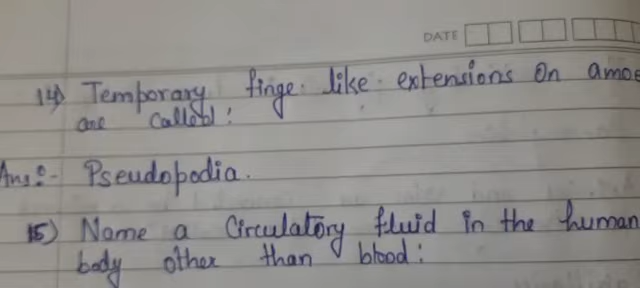 DATE
14) Temporary finge like extensions on amoe
are called:
Ans:- Pseudopodia.
15) Name a Circulatory fluid in the human
body other than blood: